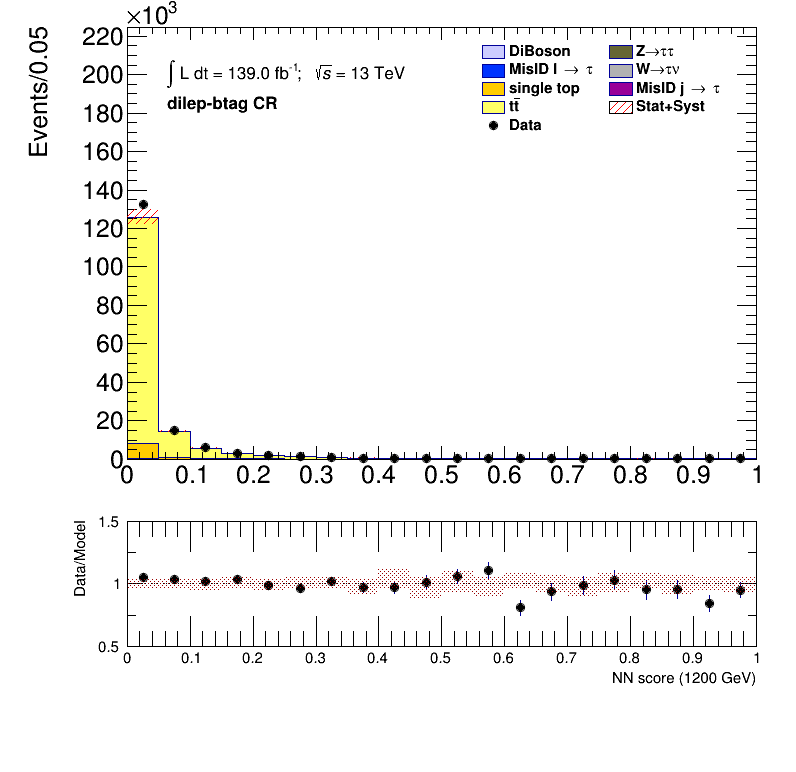 ×10³
Events/0.05
220
200
180
160
140
120
100
80
60
40
20
0
∫ L dt = 139.0 fb⁻¹; √s = 13 TeV
dilep-btag CR
DiBoson
MisID l → τ
single top
tt̄
Data
Z→ττ
W→τν
MisID j → τ
Stat+Syst
0 0.1 0.2 0.3 0.4 0.5 0.6 0.7 0.8 0.9 1
Data/Model
1.5
1
0.5
0 0.1 0.2 0.3 0.4 0.5 0.6 0.7 0.8 0.9 1
NN score (1200 GeV)